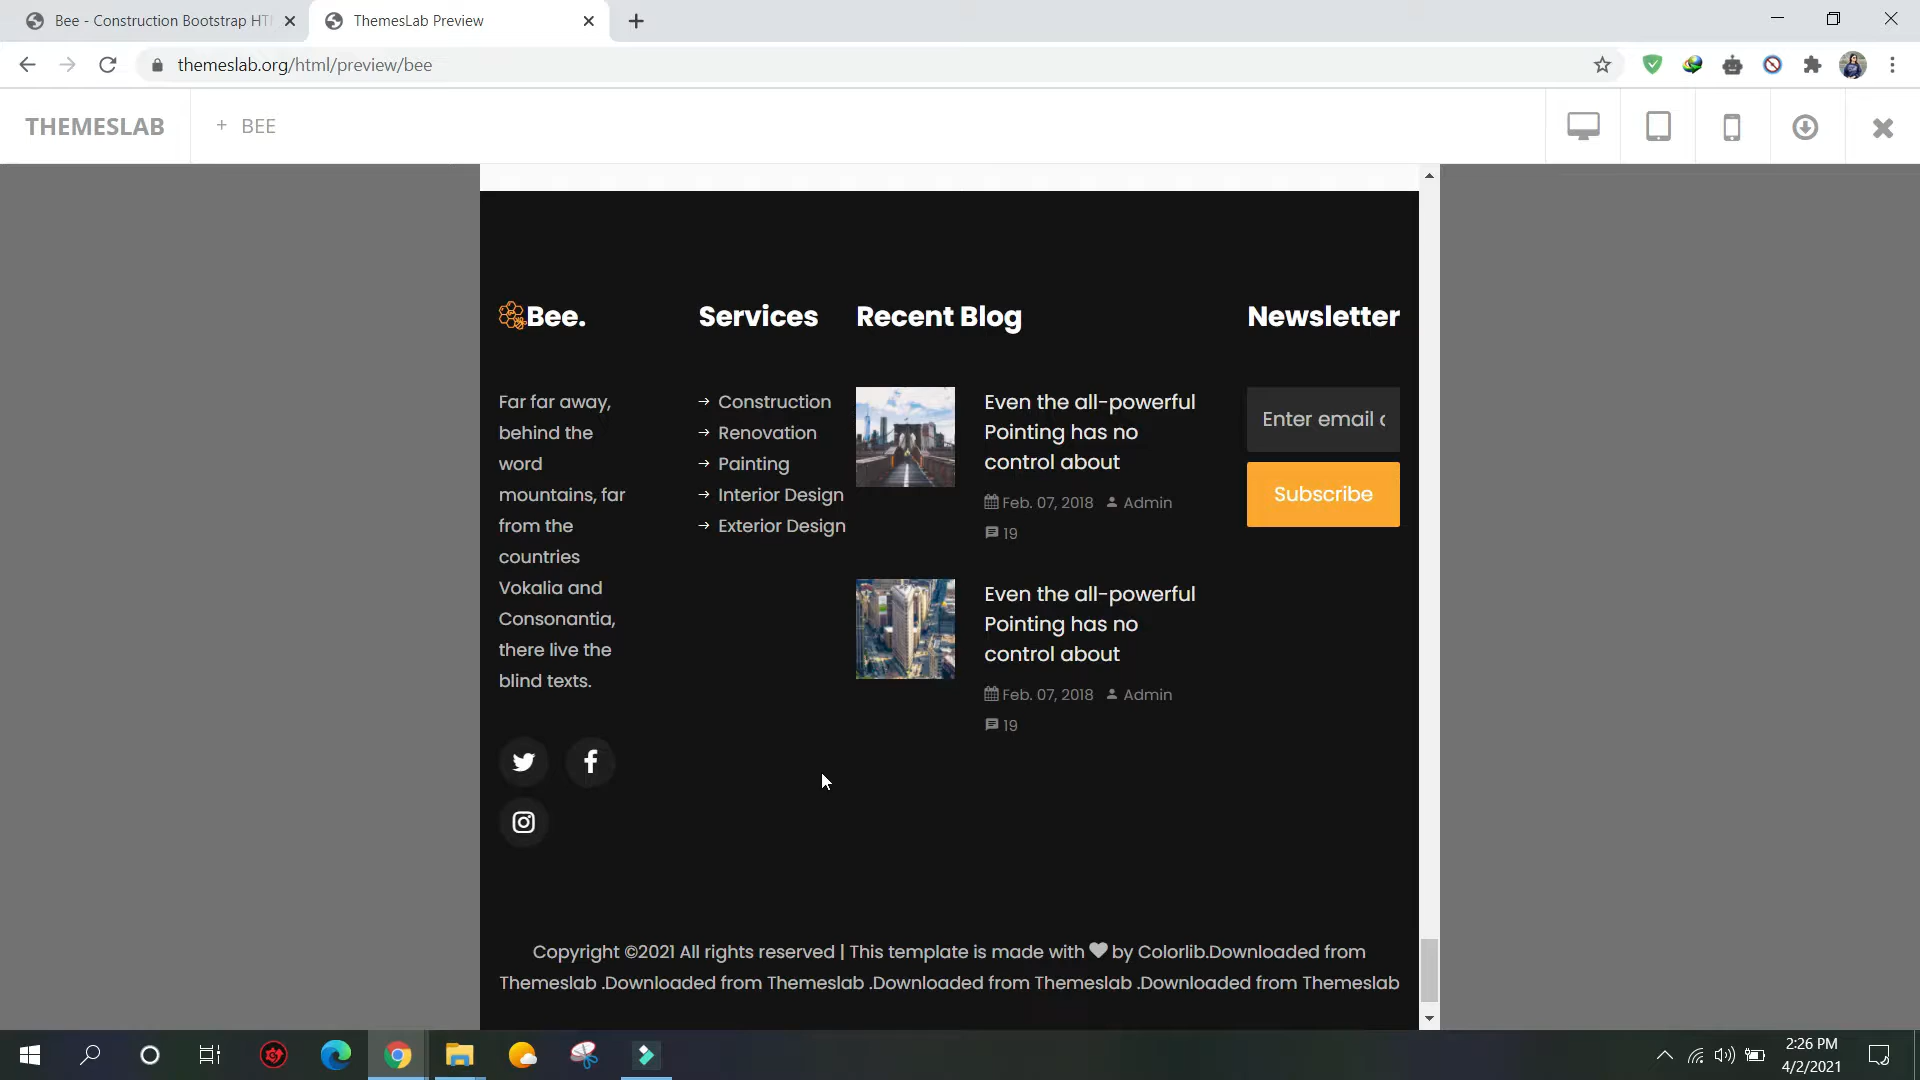 Bee - Construction Bootstrap HT
ThemesLab Preview
themeslab.org/html/preview/bee
THEMESLAB
+ BEE
Bee.
Far far away,
behind the
word
mountains, far
from the
countries
Vokalia and
Consonantia,
there live the
blind texts.
Services
→ Construction
→ Renovation
→ Painting
→ Interior Design
→ Exterior Design
Recent Blog
Even the all-powerful
Pointing has no
control about
Feb. 07, 2018 Admin
19
Even the all-powerful
Pointing has no
control about
Feb. 07, 2018 Admin
19
Newsletter
Enter email
Subscribe
Copyright ©2021 All rights reserved | This template is made with ♥ by Colorlib.Downloaded from
Themeslab .Downloaded from Themeslab .Downloaded from Themeslab .Downloaded from Themeslab
2:26 PM
4/2/2021